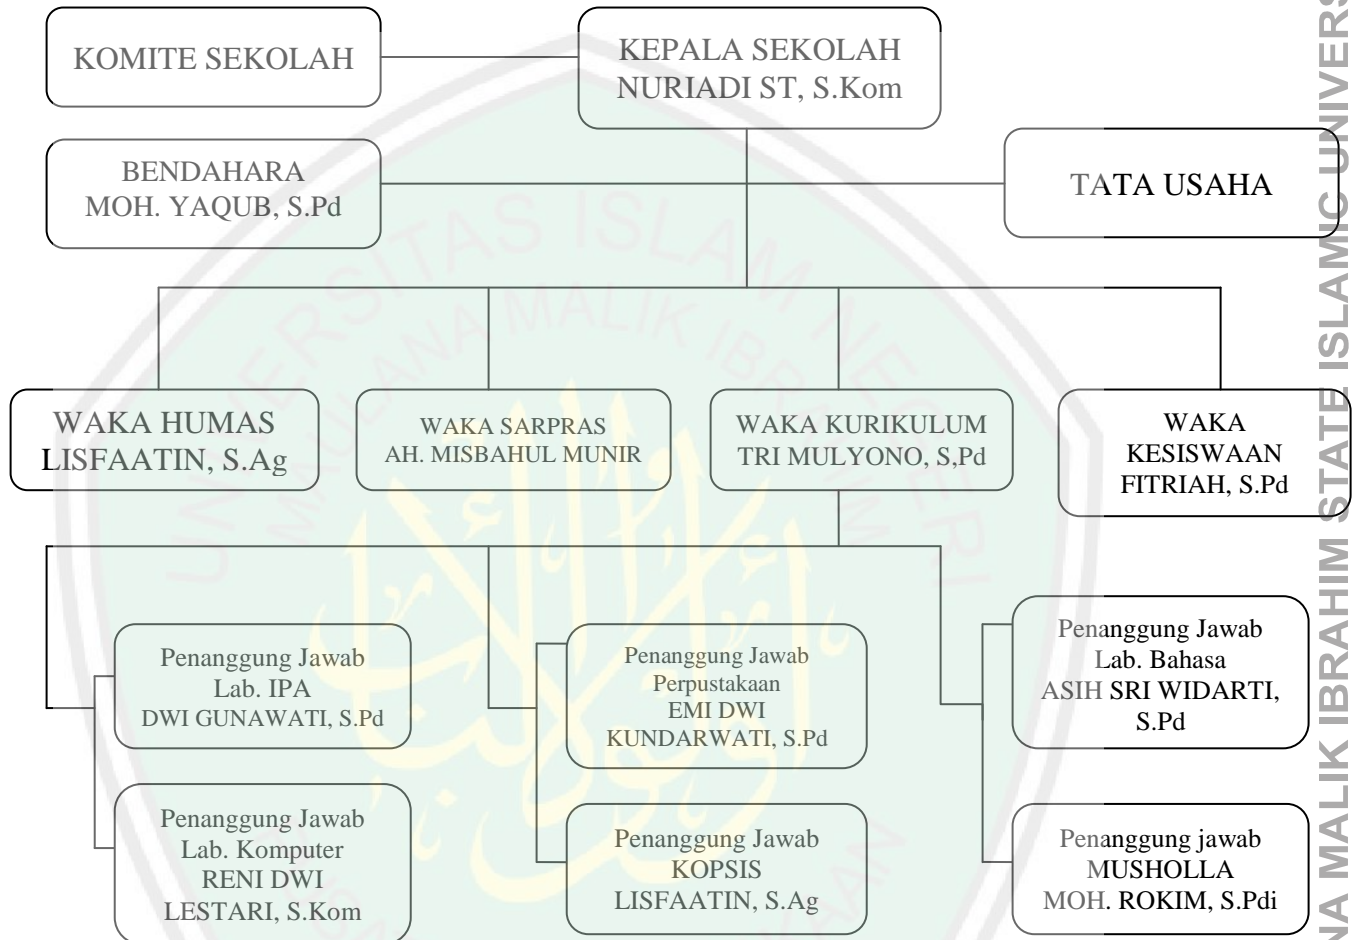 KOMITE SEKOLAH
KEPALA SEKOLAH
NURIADI ST, S.Kom
BENDAHARA
MOH. YAQUB, S.Pd
TATA USAHA
WAKA HUMAS
LISFAATIN, S.Ag
WAKA SARPRAS
AH. MISBAHUL MUNIR
WAKA KURIKULUM
TRI MULYONO, S,Pd
WAKA
KESISWAAN
FITRIAH, S.Pd
Penanggung Jawab
Lab. IPA
DWI GUNAWATI, S.Pd
Penanggung Jawab
Perpustakaan
EMI DWI
KUNDARWATI, S.Pd
Penanggung Jawab
Lab. Bahasa
ASIH SRI WIDARTI,
S.Pd
Penanggung Jawab
Lab. Komputer
RENI DWI
LESTARI, S.Kom
Penanggung Jawab
KOPSIS
LISFAATIN, S.Ag
Penanggung jawab
MUSHOLLA
MOH. ROKIM, S.Pdi
UNIVERSITAS ISLAM NEGERI
MAULANA MALIK IBRAHIM
MALIK IBRAHIM STATE ISLAMIC